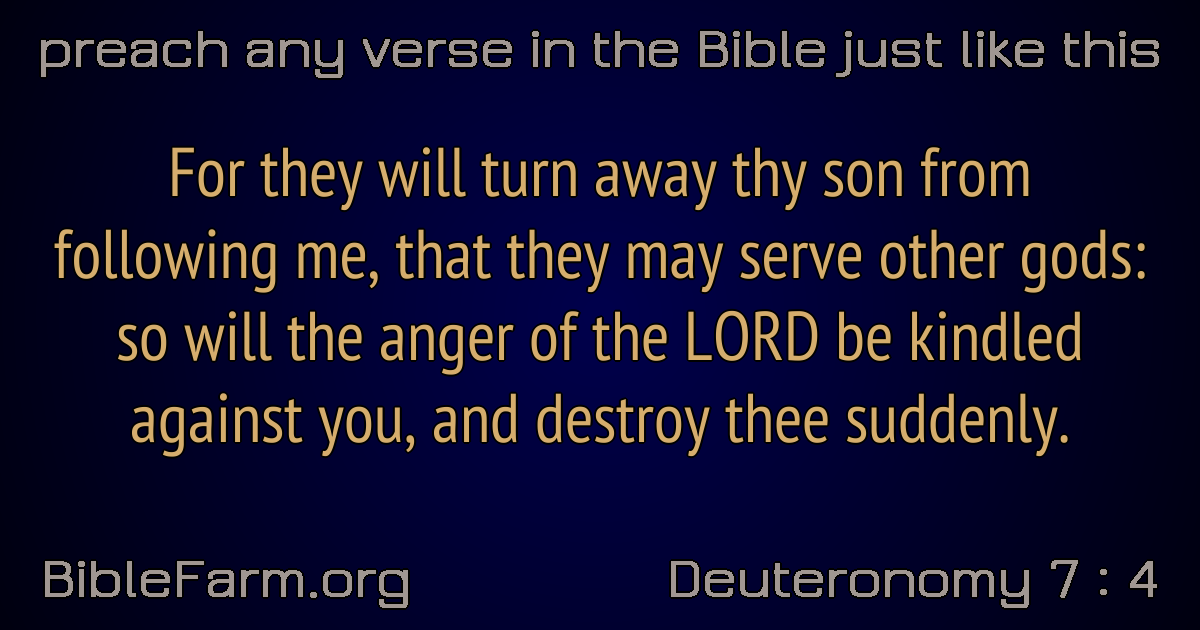 preach any verse in the Bible just like this
For they will turn away thy son from
following me, that they may serve other gods:
so will the anger of the LORD be kindled
against you, and destroy thee suddenly.
BibleFarm.org
Deuteronomy 7 : 4